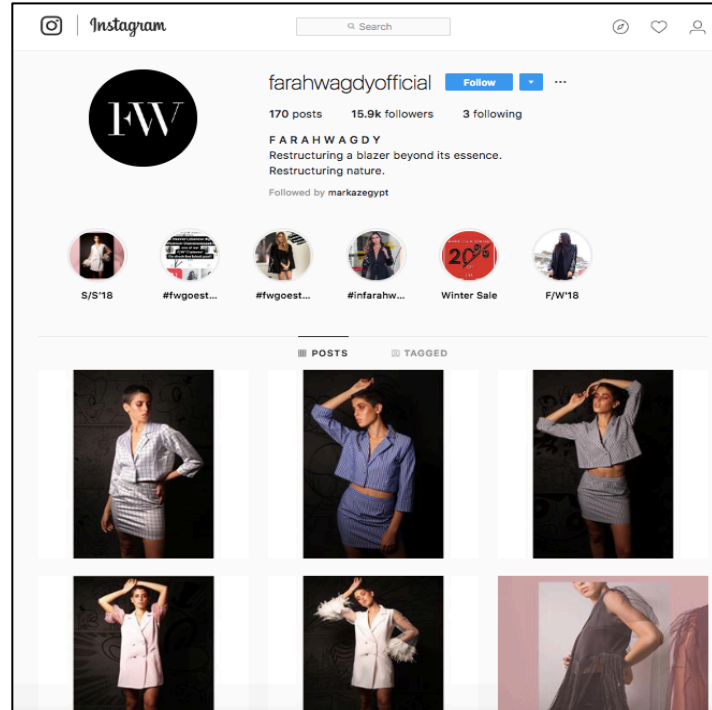 Instagram
Search
farahwagdyofficial Follow ...
170 posts 15.9k followers 3 following
F A R A H W A G D Y
Restructuring a blazer beyond its essence.
Restructuring nature.
Followed by markazegypt
FW
20%
S/S'18 #fwgoest... #fwgoest... #infarahw... Winter Sale F/W'18
POSTS TAGGED